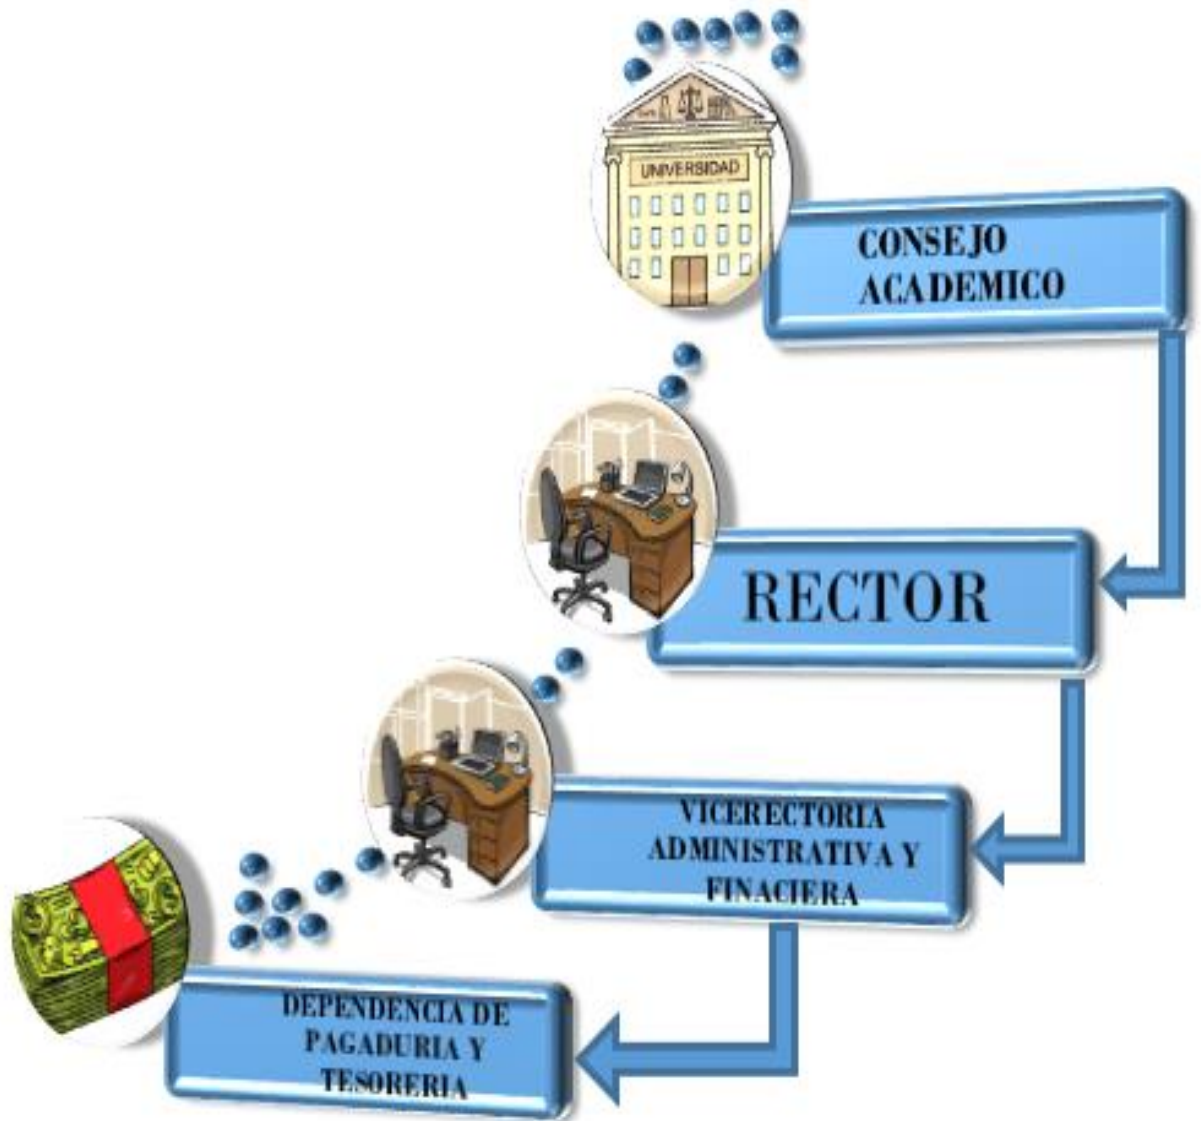 UNIVERSIDAD
CONSEJO
ACADEMICO
RECTOR
VICERECTORIA
ADMINISTRATIVA Y
FINACIERA
DEPENDENCIA DE
PAGADURIA Y
TESORERIA